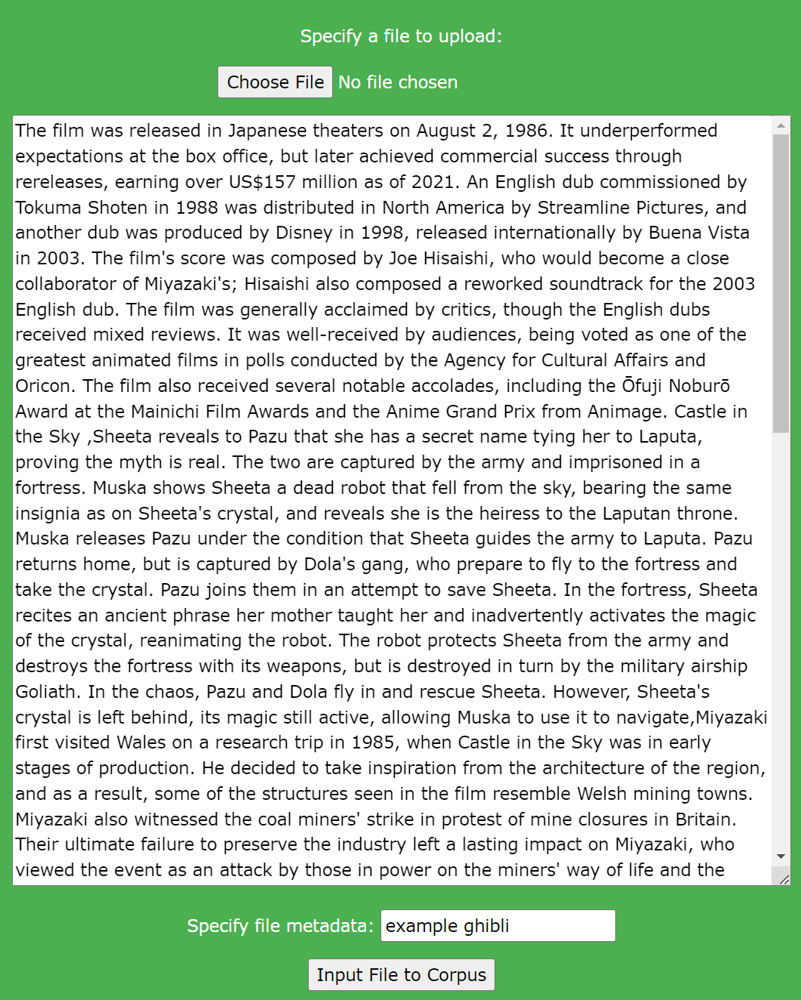 Specify a file to upload:
Choose File No file chosen
The film was released in Japanese theaters on August 2, 1986. It underperformed
expectations at the box office, but later achieved commercial success through
rereleases, earning over US$157 million as of 2021. An English dub commissioned by
Tokuma Shoten in 1988 was distributed in North America by Streamline Pictures, and
another dub was produced by Disney in 1998, released internationally by Buena Vista
in 2003. The film's score was composed by Joe Hisaishi, who would become a close
collaborator of Miyazaki's; Hisaishi also composed a reworked soundtrack for the 2003
English dub. The film was generally acclaimed by critics, though the English dubs
received mixed reviews. It was well-received by audiences, being voted as one of the
greatest animated films in polls conducted by the Agency for Cultural Affairs and
Oricon. The film also received several notable accolades, including the Ōfuji Noburō
Award at the Mainichi Film Awards and the Anime Grand Prix from Animage. Castle in
the Sky ,Sheeta reveals to Pazu that she has a secret name tying her to Laputa,
proving the myth is real. The two are captured by the army and imprisoned in a
fortress. Muska shows Sheeta a dead robot that fell from the sky, bearing the same
insignia as on Sheeta's crystal, and reveals she is the heiress to the Laputan throne.
Muska releases Pazu under the condition that Sheeta guides the army to Laputa. Pazu
returns home, but is captured by Dola's gang, who prepare to fly to the fortress and
take the crystal. Pazu joins them in an attempt to save Sheeta. In the fortress, Sheeta
recites an ancient phrase her mother taught her and inadvertently activates the magic
of the crystal, reanimating the robot. The robot protects Sheeta from the army and
destroys the fortress with its weapons, but is destroyed in turn by the military airship
Goliath. In the chaos, Pazu and Dola fly in and rescue Sheeta. However, Sheeta's
crystal is left behind, its magic still active, allowing Muska to use it to navigate,Miyazaki
first visited Wales on a research trip in 1985, when Castle in the Sky was in early
stages of production. He decided to take inspiration from the architecture of the region,
and as a result, some of the structures seen in the film resemble Welsh mining towns.
Miyazaki also witnessed the coal miners' strike in protest of mine closures in Britain.
Their ultimate failure to preserve the industry left a lasting impact on Miyazaki, who
viewed the event as an attack by those in power on the miners' way of life and the
Specify file metadata: example ghibli
Input File to Corpus